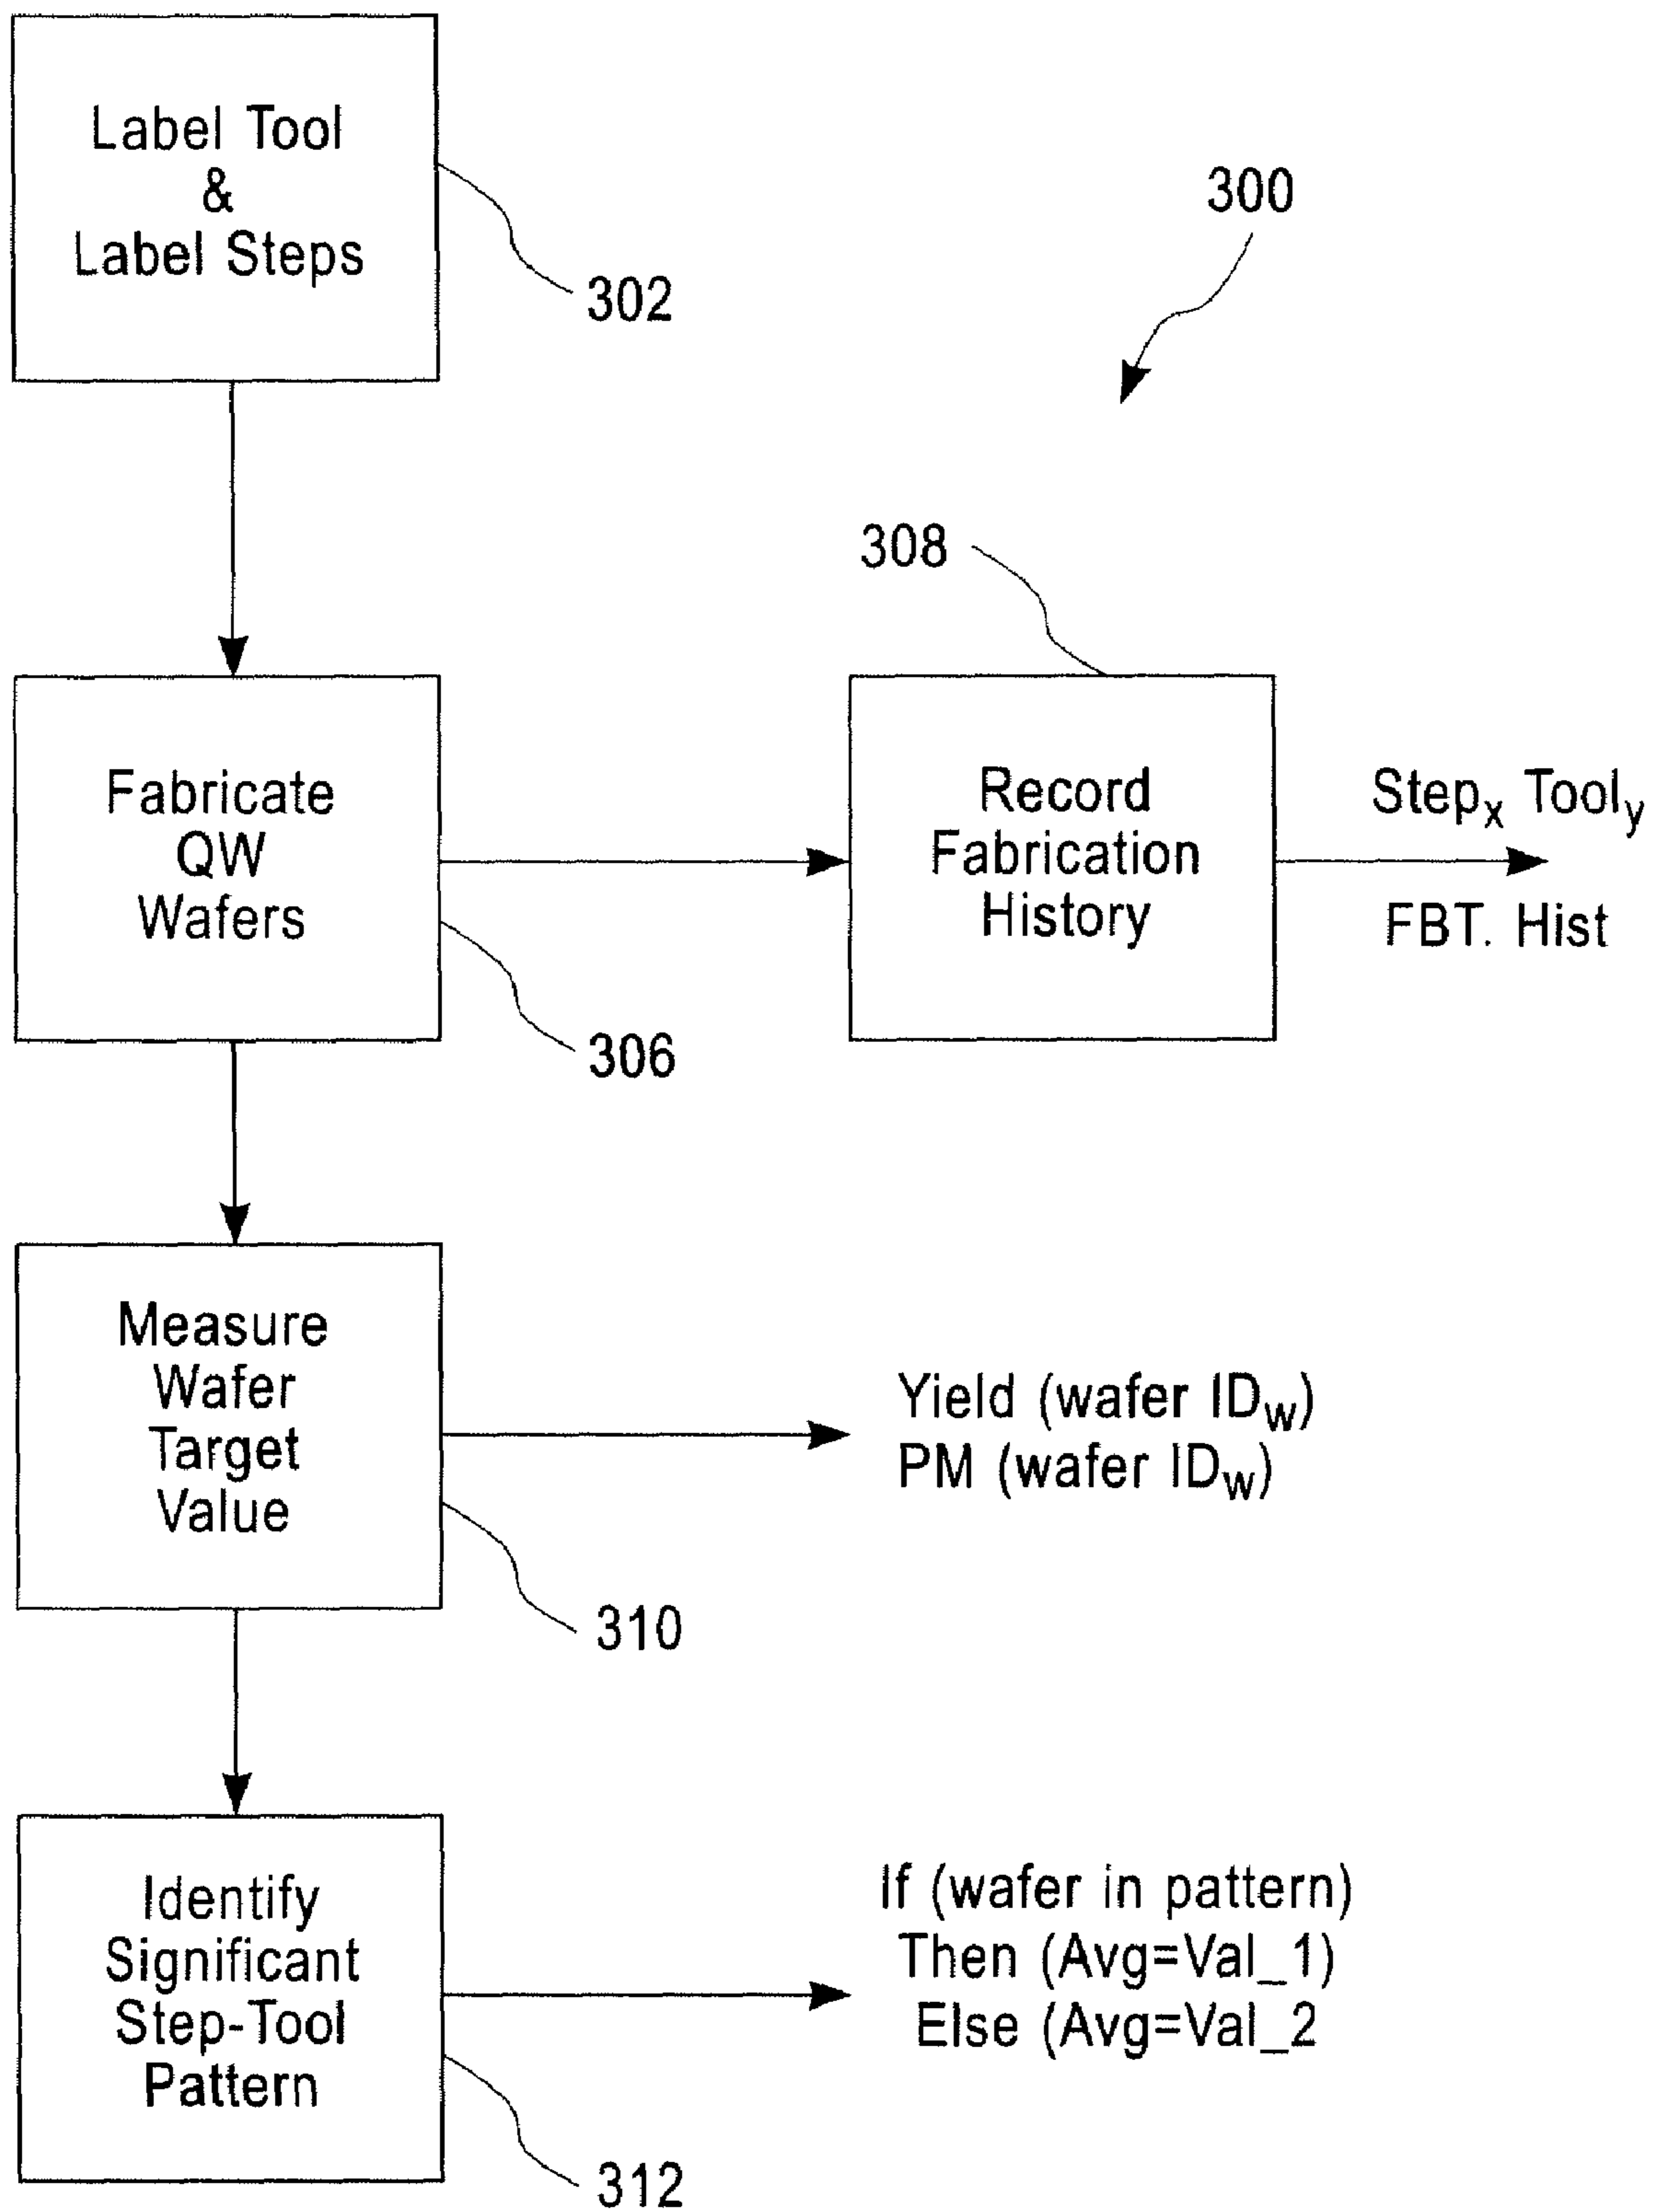 Label Tool
&
Label Steps
302
300
308
Fabricate
QW
Wafers
306
Record
Fabrication
History
Stepx Tooly
FBT. Hist
Measure
Wafer
Target
Value
310
Yield (wafer IDw)
PM (wafer IDw)
Identify
Significant
Step-Tool
Pattern
312
If (wafer in pattern)
Then (Avg=Val_1)
Else (Avg=Val_2